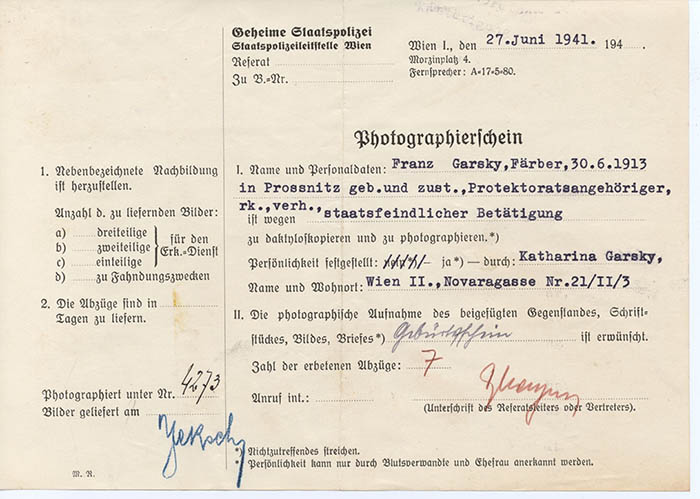 Geheime Staatspolizei
Staatspolizeileitstelle Wien
Referat
Zu B.=Nr.
Wien I., den 27.Juni 1941. 194
Morzinplatz 4.
Fernsprecher: A=17=5=80.
Photographierschein
1. Nebenbezeichnete Nachbildung
ist herzustellen.
Anzahl d. zu liefernden Bilder:
a) dreiteilige
b) zweiteilige
c) einteilige
für den
Erk.=Dienst
d) zu Fahndungszwecken
2. Die Abzüge sind in
Tagen zu liefern.
Photographiert unter Nr. 4273
Bilder geliefert am
M. R.
I. Name und Personaldaten: Franz Garsky,Färber,30.6.1913
in Prossnitz geb.und zust.,Protektoratsangehöriger,
rk.,verh.,
ist wegen staatsfeindlicher Betätigung
zu daktyloskopieren und zu photographieren.*)
Persönlichkeit festgestellt: ja*) — durch: Katharina Garsky,
Name und Wohnort: Wien II.,Novaragasse Nr.21/II/3
II. Die photographische Aufnahme des beigefügten Gegenstandes, Schrift=
stückes, Bildes, Briefes*) Geburtsschein ist erwünscht.
Zahl der erbetenen Abzüge: 7
Anruf int.:
(Unterschrift des Referatsleiters oder Vertreters).
*) Nichtzutreffendes streichen.
Persönlichkeit kann nur durch Blutsverwandte und Ehefrau anerkannt werden.